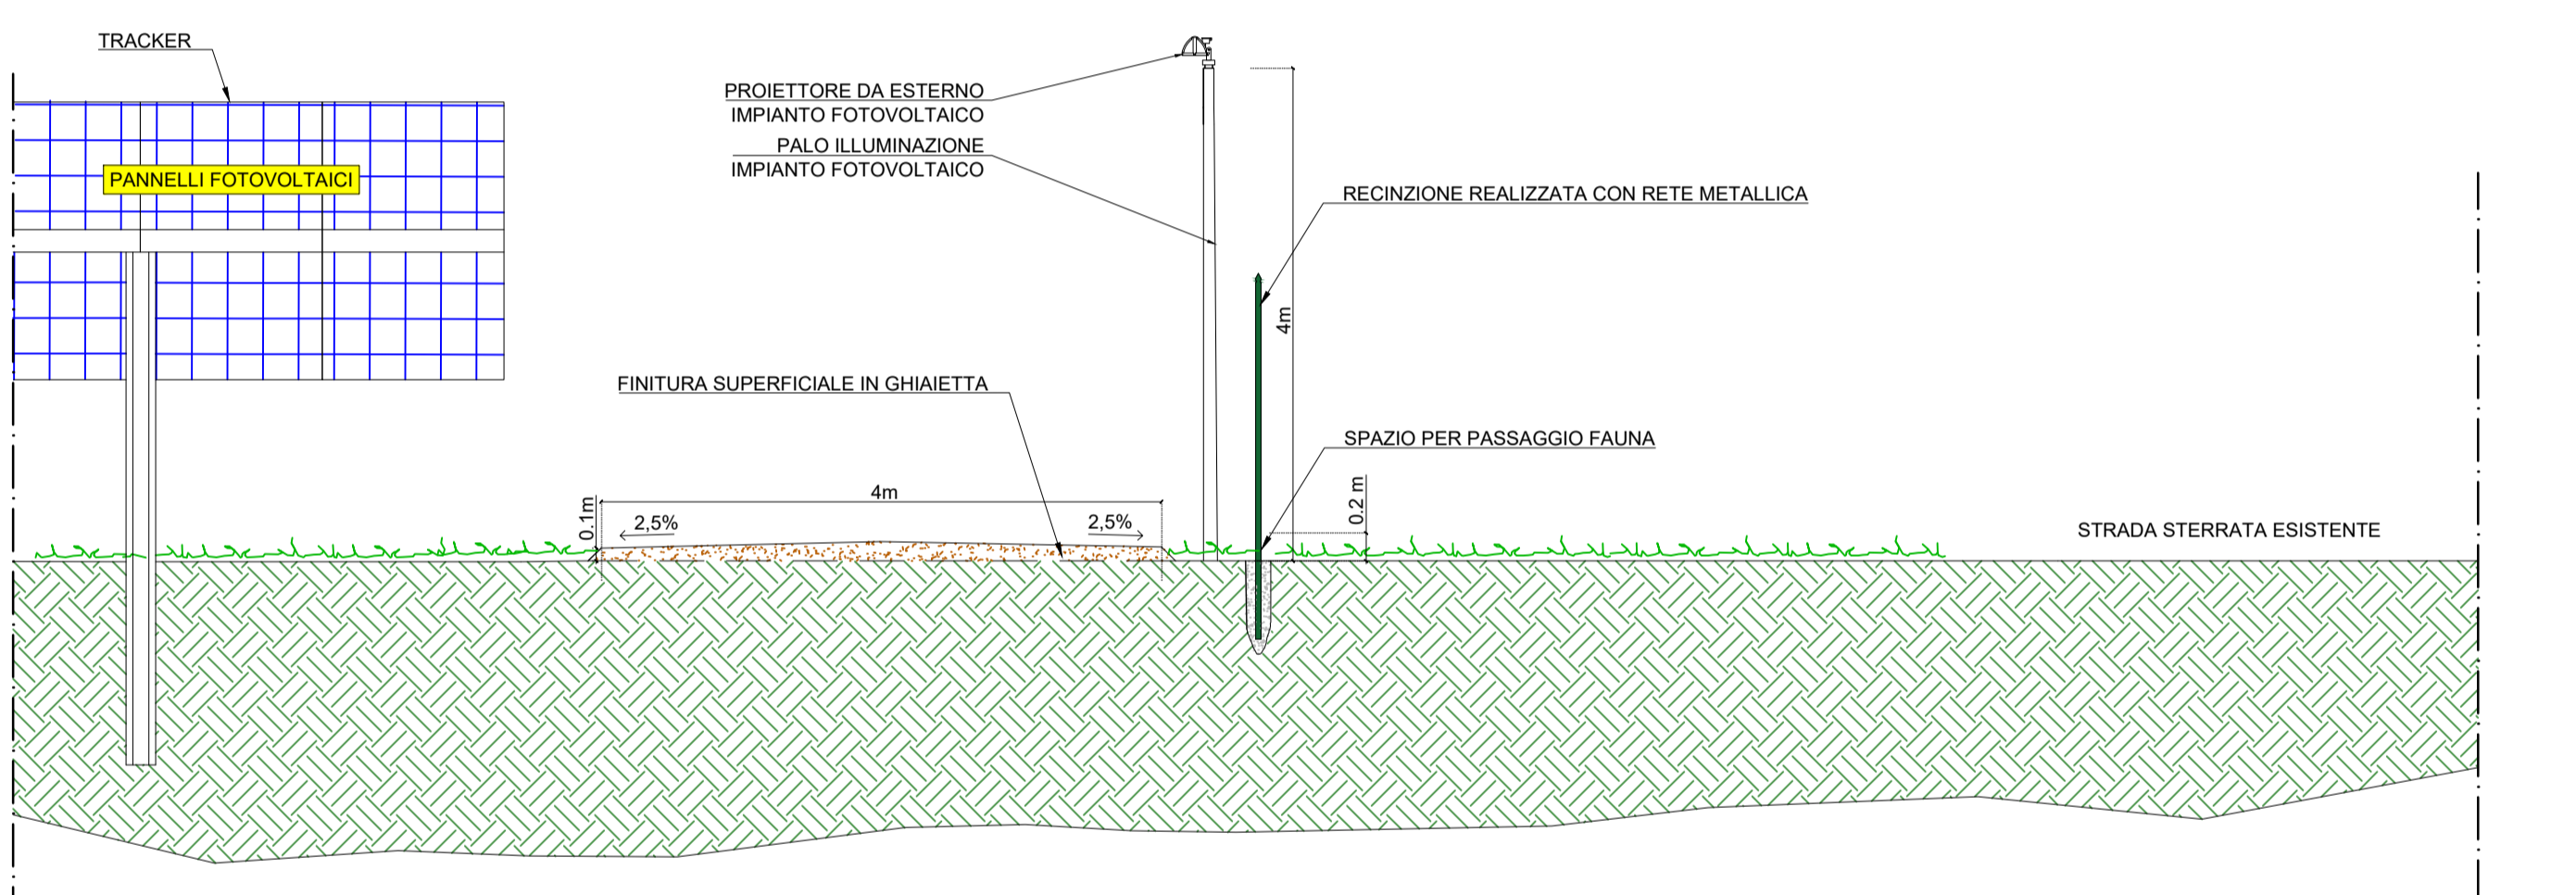 TRACKER
PROIETTORE DA ESTERNO
IMPIANTO FOTOVOLTAICO
PALO ILLUMINAZIONE
IMPIANTO FOTOVOLTAICO
PANNELLI FOTOVOLTAICI
RECINZIONE REALIZZATA CON RETE METALLICA
4m
FINITURA SUPERFICIALE IN GHIAIETTA
SPAZIO PER PASSAGGIO FAUNA
4m
0.1m
2,5%
2,5%
0.2 m
STRADA STERRATA ESISTENTE